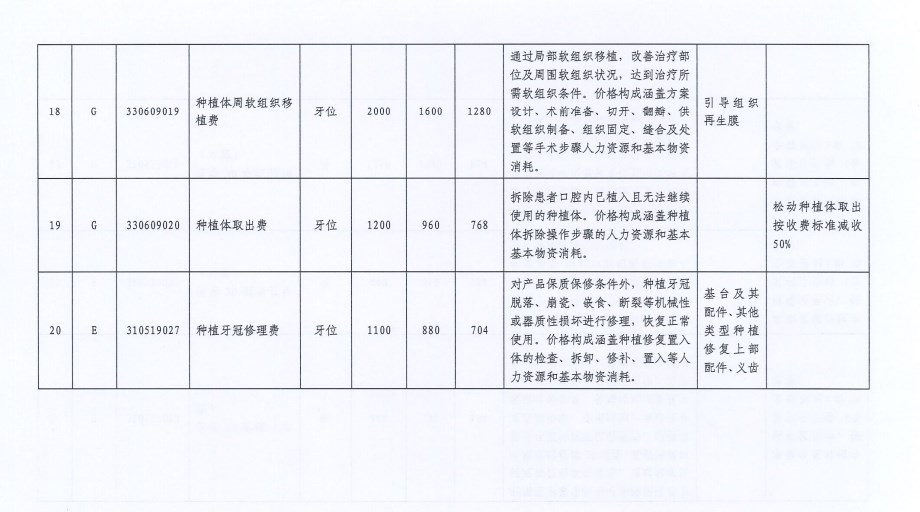 18
G
330609019
种植体周软组织移
植费
牙位
2000
1600
1280
通过局部软组织移植，改善治疗部
位及周围软组织状况，达到治疗所
需软组织条件。价格构成涵盖方案
设计、术前准备、切开、翻瓣、供
软组织制备、组织固定、缝合及处
置等手术步骤人力资源和基本物资
消耗。
引导组织
再生膜
19
G
330609020
种植体取出费
牙位
1200
960
768
拆除患者口腔内已植入且无法继续
使用的种植体。价格构成涵盖种植
体拆除操作步骤的人力资源和基本
基本物资消耗。
松动种植体取出
按收费标准减收
50%
20
E
310519027
种植牙冠修理费
牙位
1100
880
704
对产品保质保修条件外，种植牙冠
脱落、崩瓷、嵌食、断裂等机械性
或器质性损坏进行修理，恢复正常
使用。价格构成涵盖种植修复置入
体的检查、拆卸、修补、置入等人
力资源和基本物资消耗。
基台及其
配件、其他
类型种植
修复上部
配件、义齿